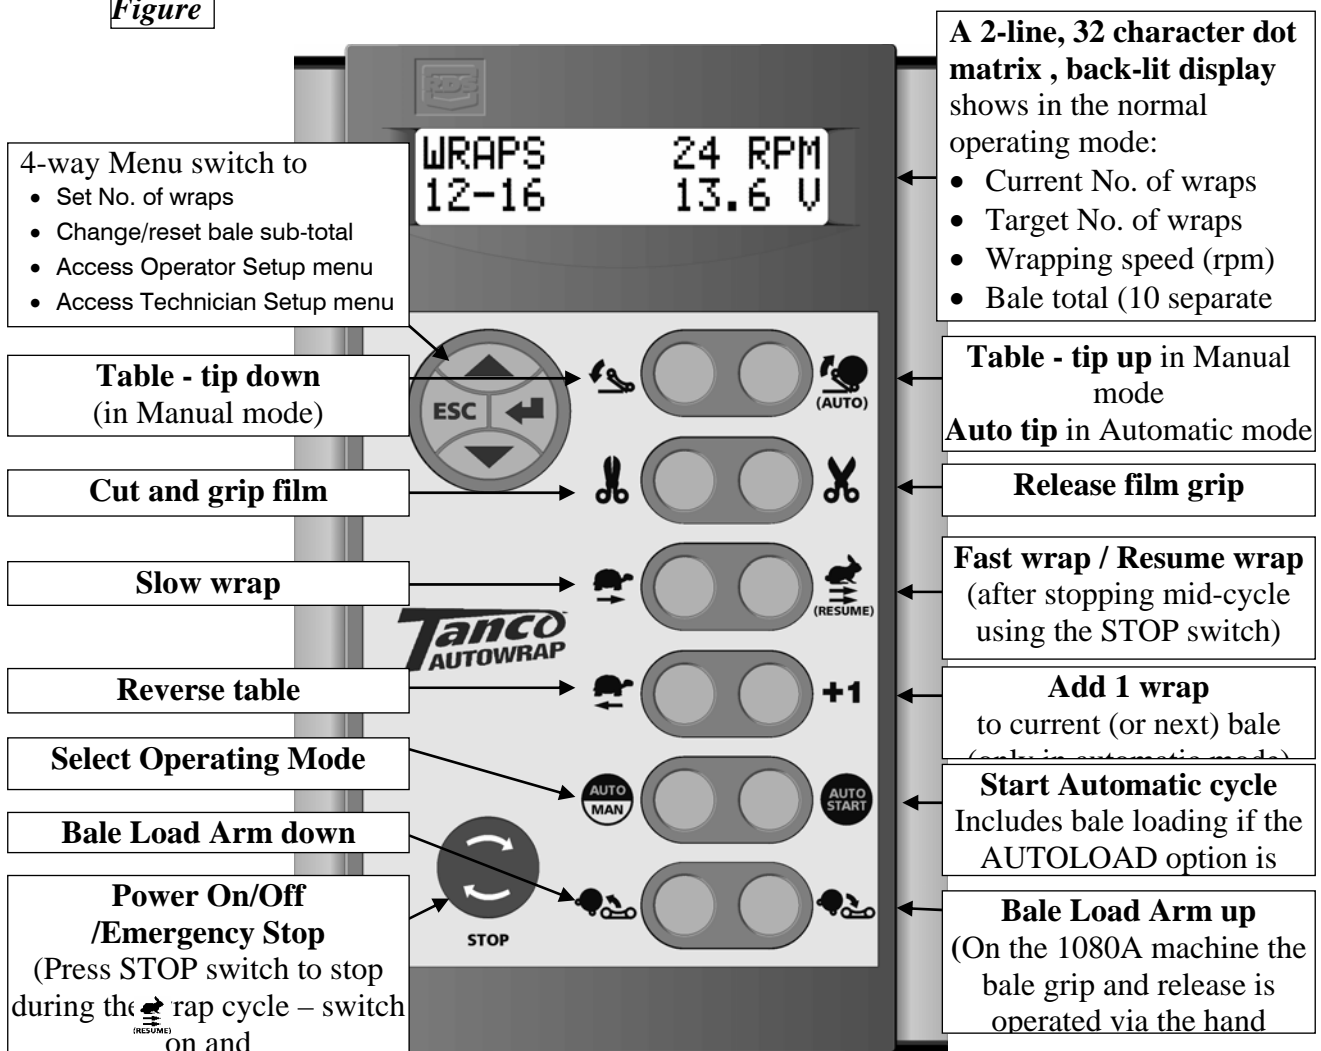 Figure
4-way Menu switch to
• Set No. of wraps
• Change/reset bale sub-total
• Access Operator Setup menu
• Access Technician Setup menu
Table - tip down
(in Manual mode)
Cut and grip film
Slow wrap
Reverse table
Select Operating Mode
Bale Load Arm down
Power On/Off
/Emergency Stop
(Press STOP switch to stop
during the wrap cycle – switch
(RESUME)
on and
RDS
WRAPS 24 RPM
12-16 13.6 V
ESC
(AUTO)
(RESUME)
Tanco
AUTOWRAP
+1
AUTO
MAN
AUTO
START
STOP
A 2-line, 32 character dot
matrix , back-lit display
shows in the normal
operating mode:
• Current No. of wraps
• Target No. of wraps
• Wrapping speed (rpm)
• Bale total (10 separate
Table - tip up in Manual
mode
Auto tip in Automatic mode
Release film grip
Fast wrap / Resume wrap
(after stopping mid-cycle
using the STOP switch)
Add 1 wrap
to current (or next) bale
(only in automatic mode)
Start Automatic cycle
Includes bale loading if the
AUTOLOAD option is
Bale Load Arm up
(On the 1080A machine the
bale grip and release is
operated via the hand